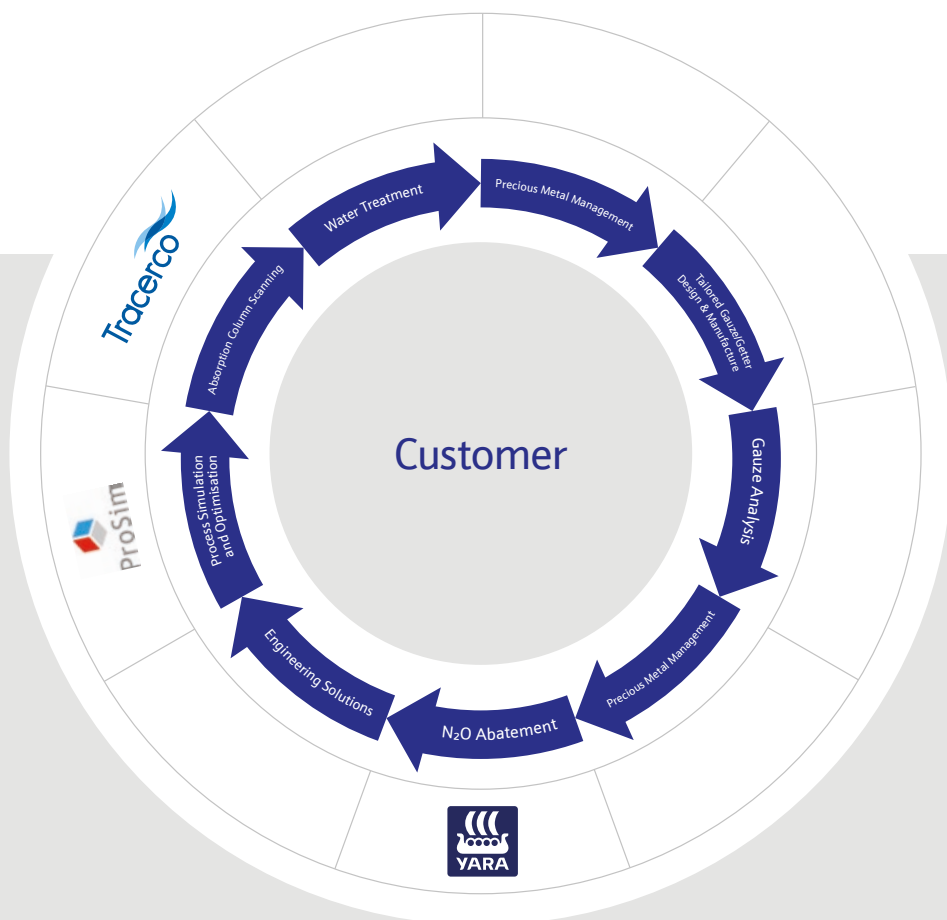 Precious Metal Management
Tailored Gauze/Getter
Design & Manufacture
Gauze Analysis
Precious Metal Management
N₂O Abatement
YARA
Engineering Solutions
Process Simulation
and Optimisation
ProSim
Absorption Column Scanning
Tracerco
Water Treatment
Customer